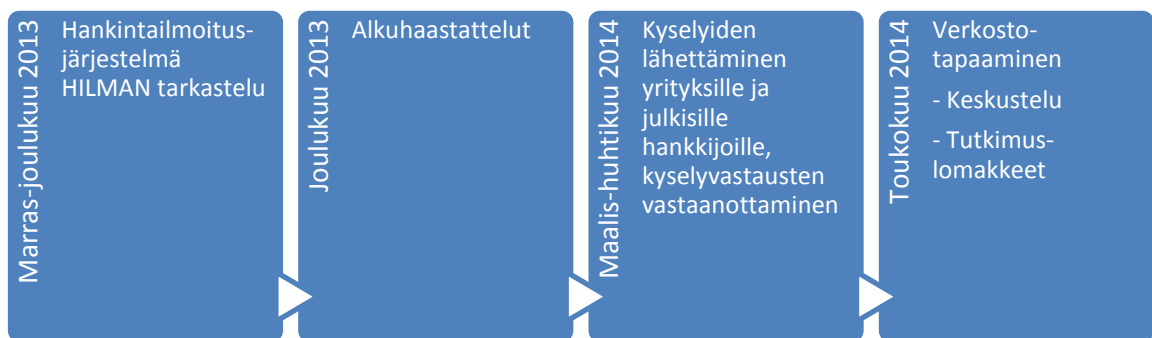 Marras-joulukuu 2013
Hankintailmoitus-
järjestelmä
HILMAN tarkastelu
Joulukuu 2013
Alkuhaastattelut
Maalis-huhtikuu 2014
Kyselyiden
lähettäminen
yrityksille ja
julkisille
hankkijoille,
kyselyvastausten
vastaanottaminen
Toukokuu 2014
Verkosto-
tapaaminen
- Keskustelu
- Tutkimus-
lomakkeet